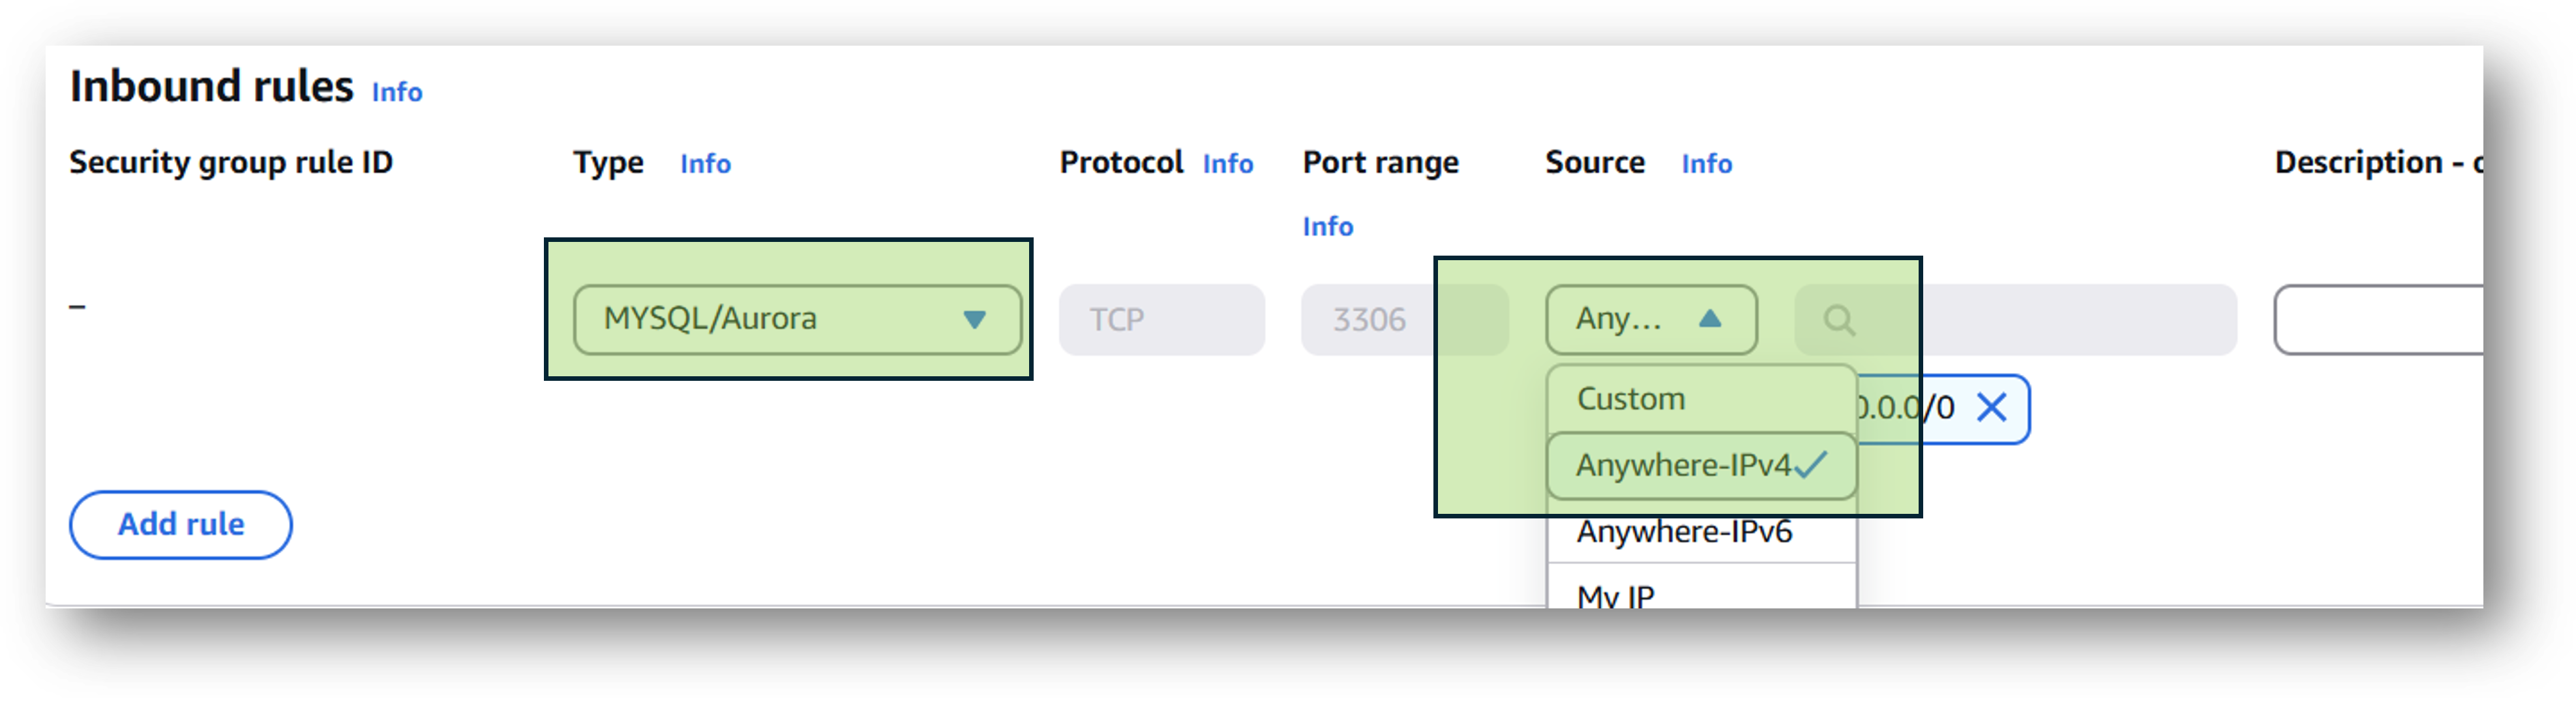 Inbound rules Info
Security group rule ID Type Info Protocol Info Port range Source Info Description -
Info
– MYSQL/Aurora TCP 3306 Any...
Custom
0.0.0/0
Anywhere-IPv4
Add rule
Anywhere-IPv6
My IP